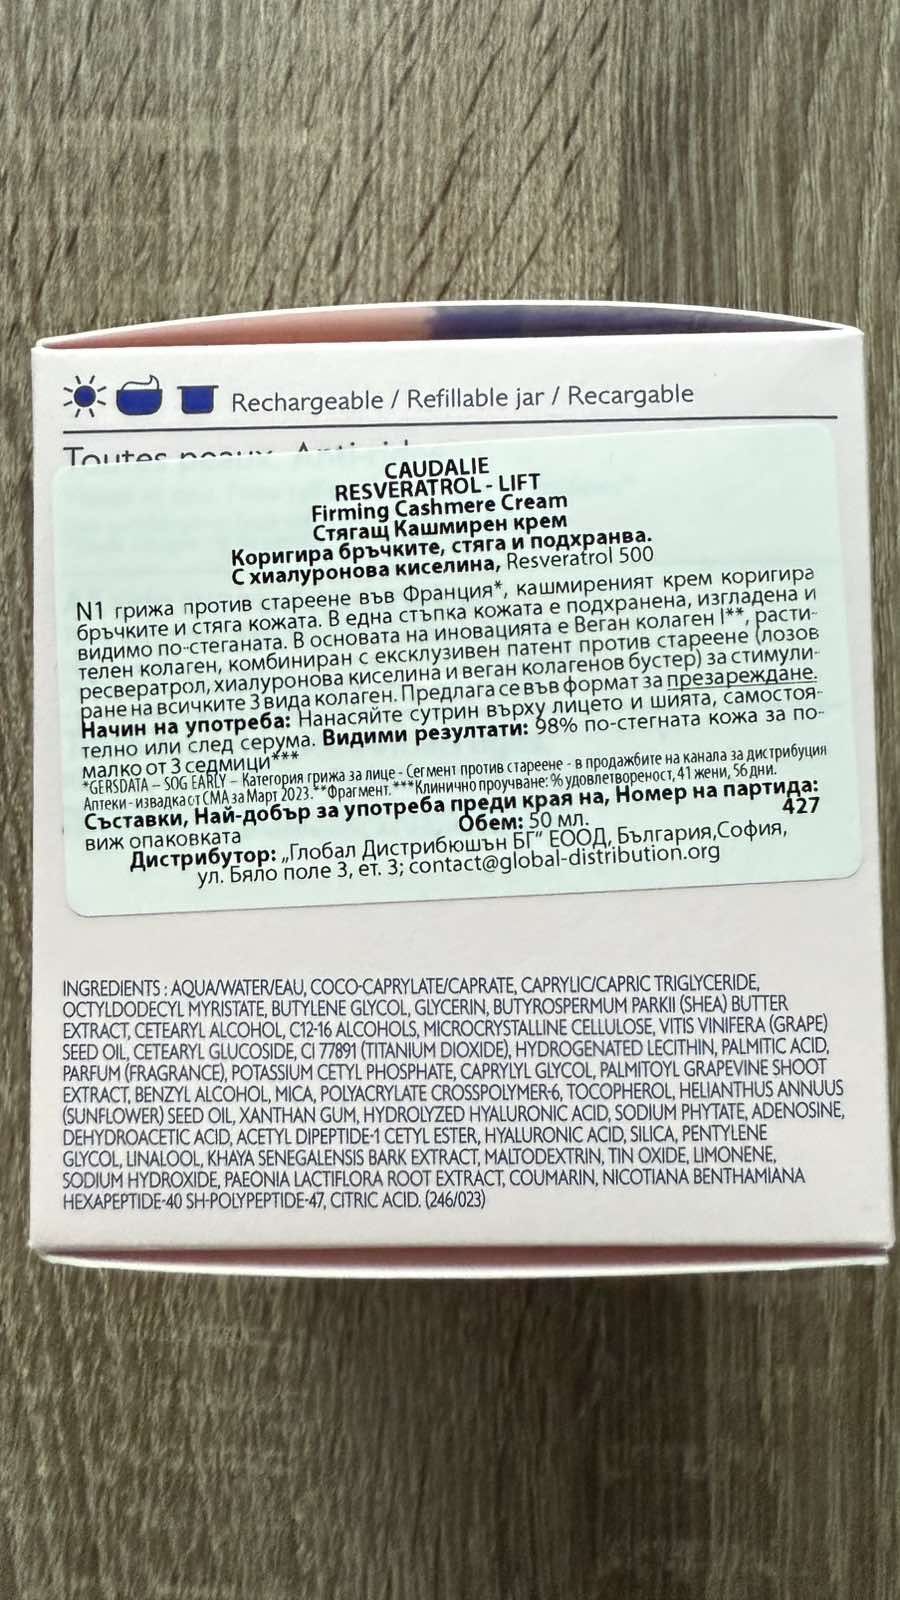 Rechargeable / Refillable jar / Recargable
Toutes peaux
CAUDALIE
RESVERATROL - LIFT
Firming Cashmere Cream
Стягащ Кашмирен крем
Коригира бръчките, стяга и подхранва.
С хиалуронова киселина, Resveratrol 500
N1 грижа против стареене във Франция*, кашмиреният крем коригира
бръчките и стяга кожата. В една стъпка кожата е подхранена, изгладена и
видимо по-стегната. В основата на иновацията е Веган колаген I**, расти-
телен колаген, комбиниран с ексклузивен патент против стареене (лозов
ресвератрол, хиалуронова киселина и веган колагенов бустер) за стимули-
ране на всичките 3 вида колаген. Предлага се във формат за презареждане.
Начин на употреба: Нанасяйте сутрин върху лицето и шията, самостоя-
телно или след серума. Видими резултати: 98% по-стегната кожа за по-
малко от 3 седмици***
*GERSDATA – SOG EARLY – Категория грижа за лице - Сегмент против стареене - в продажбите на канала за дистрибуция
Аптеки - извадка от CMA за Март 2023. **Фрагмент. ***Клинично проучване: % удовлетвореност, 41 жени, 56 дни.
Съставки, Най-добър за употреба преди края на, Номер на партида:
виж опаковката Обем: 50 мл. 427
Дистрибутор: „Глобал Дистрибюшън БГ“ ЕООД, България,София,
ул. Бяло поле 3, ет. 3; contact@global-distribution.org
INGREDIENTS : AQUA/WATER/EAU, COCO-CAPRYLATE/CAPRATE, CAPRYLIC/CAPRIC TRIGLYCERIDE,
OCTYLDODECYL MYRISTATE, BUTYLENE GLYCOL, GLYCERIN, BUTYROSPERMUM PARKII (SHEA) BUTTER
EXTRACT, CETEARYL ALCOHOL, C12-16 ALCOHOLS, MICROCRYSTALLINE CELLULOSE, VITIS VINIFERA (GRAPE)
SEED OIL, CETEARYL GLUCOSIDE, CI 77891 (TITANIUM DIOXIDE), HYDROGENATED LECITHIN, PALMITIC ACID,
PARFUM (FRAGRANCE), POTASSIUM CETYL PHOSPHATE, CAPRYLYL GLYCOL, PALMITOYL GRAPEVINE SHOOT
EXTRACT, BENZYL ALCOHOL, MICA, POLYACRYLATE CROSSPOLYMER-6, TOCOPHEROL, HELIANTHUS ANNUUS
(SUNFLOWER) SEED OIL, XANTHAN GUM, HYDROLYZED HYALURONIC ACID, SODIUM PHYTATE, ADENOSINE,
DEHYDROACETIC ACID, ACETYL DIPEPTIDE-1 CETYL ESTER, HYALURONIC ACID, SILICA, PENTYLENE
GLYCOL, LINALOOL, KHAYA SENEGALENSIS BARK EXTRACT, MALTODEXTRIN, TIN OXIDE, LIMONENE,
SODIUM HYDROXIDE, PAEONIA LACTIFLORA ROOT EXTRACT, COUMARIN, NICOTIANA BENTHAMIANA
HEXAPEPTIDE-40 SH-POLYPEPTIDE-47, CITRIC ACID. (246/023)